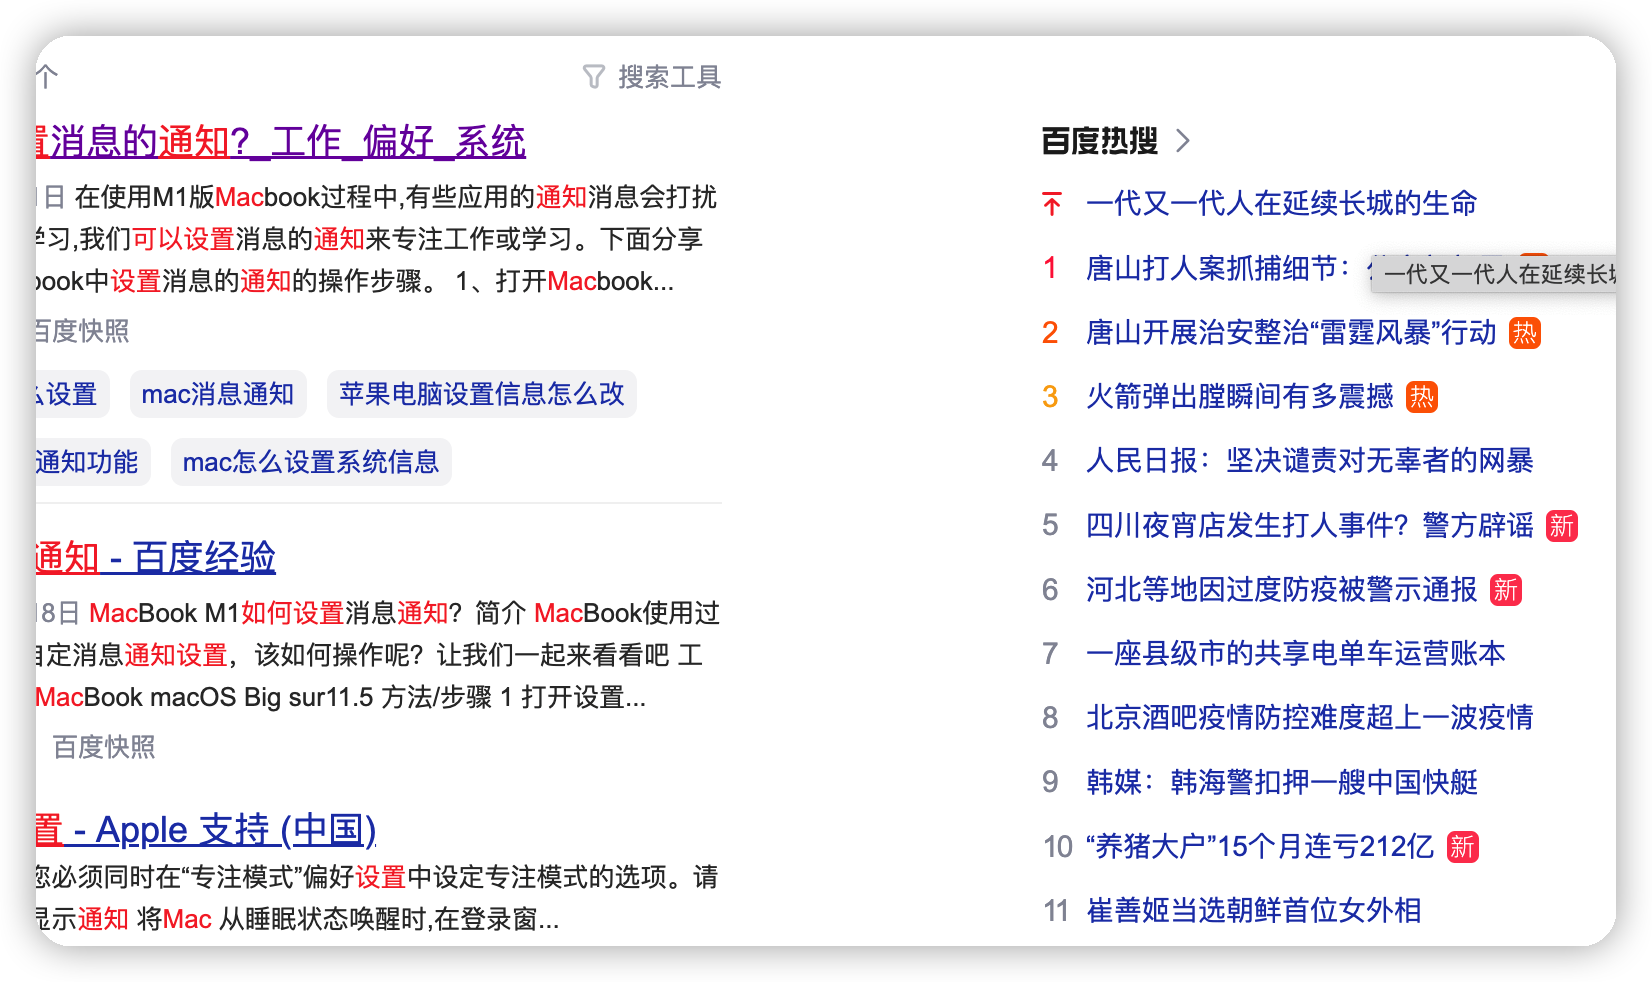 个
搜索工具
置消息的通知?_工作_偏好_系统
日 在使用M1版Macbook过程中,有些应用的通知消息会打扰
学习,我们可以设置消息的通知来专注工作或学习。下面分享
book中设置消息的通知的操作步骤。 1、打开Macbook...
百度快照
么设置
mac消息通知
苹果电脑设置信息怎么改
通知功能
mac怎么设置系统信息
通知 - 百度经验
18日 MacBook M1如何设置消息通知？简介 MacBook使用过
自定消息通知设置，该如何操作呢？让我们一起来看看吧 工
MacBook macOS Big sur11.5 方法/步骤 1 打开设置...
百度快照
置 - Apple 支持 (中国)
您必须同时在“专注模式”偏好设置中设定专注模式的选项。请
显示通知 将Mac 从睡眠状态唤醒时,在登录窗...
百度热搜
一代又一代人在延续长城的生命
1 唐山打人案抓捕细节：
一代又一代人在延续长城
2 唐山开展治安整治“雷霆风暴”行动 热
3 火箭弹出膛瞬间有多震撼 热
4 人民日报：坚决谴责对无辜者的网暴
5 四川夜宵店发生打人事件？警方辟谣 新
6 河北等地因过度防疫被警示通报 新
7 一座县级市的共享电单车运营账本
8 北京酒吧疫情防控难度超上一波疫情
9 韩媒：韩海警扣押一艘中国快艇
10 “养猪大户”15个月连亏212亿 新
11 崔善姬当选朝鲜首位女外相